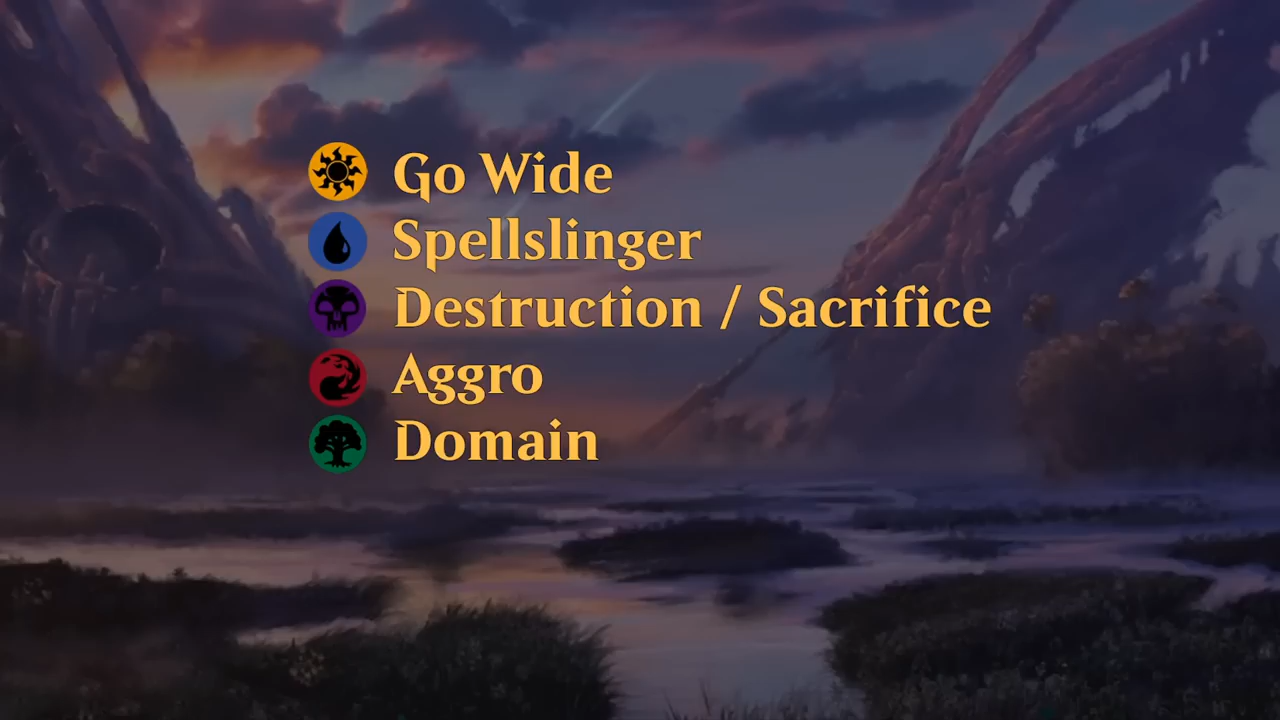 Go Wide
Spellslinger
Destruction / Sacrifice
Aggro
Domain